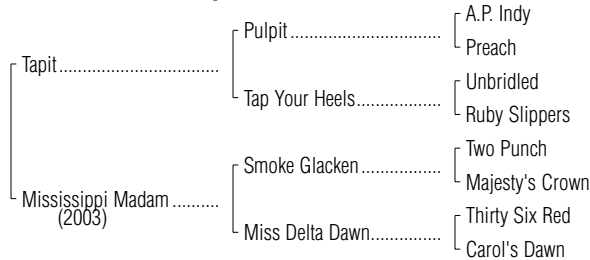 A.P. Indy
Pulpit
Preach
Tapit
Unbridled
Tap Your Heels
Ruby Slippers
Two Punch
Smoke Glacken
Majesty's Crown
Mississippi Madam
(2003)
Thirty Six Red
Miss Delta Dawn
Carol's Dawn